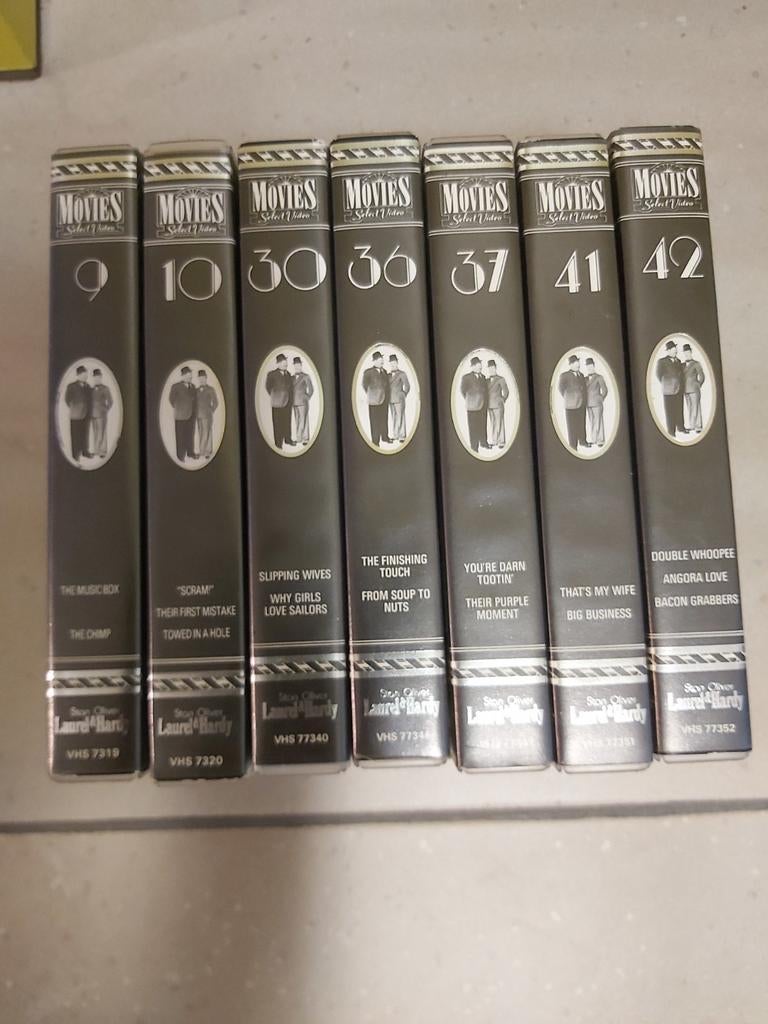 MOVIES
Select Video
9
THE MUSIC BOX
THE CHIMP
Stan Oliver
Laurel & Hardy
VHS 7319
MOVIES
Select Video
10
"SCRAM!"
THEIR FIRST MISTAKE
TOWED IN A HOLE
Stan Oliver
Laurel & Hardy
VHS 7320
MOVIES
Select Video
30
SLIPPING WIVES
WHY GIRLS
LOVE SAILORS
Stan Oliver
Laurel & Hardy
VHS 77340
MOVIES
Select Video
36
THE FINISHING
TOUCH
FROM SOUP TO
NUTS
Stan Oliver
Laurel & Hardy
VHS
MOVIES
Select Video
37
YOU'RE DARN
TOOTIN'
THEIR PURPLE
MOMENT
Stan Oliver
Laurel & Hardy
MOVIES
Select Video
41
THAT'S MY WIFE
BIG BUSINESS
Stan Oliver
Laurel & Hardy
VHS 77351
MOVIES
Select Video
42
DOUBLE WHOOPEE
ANGORA LOVE
BACON GRABBERS
Stan Oliver
Laurel & Hardy
VHS 77352